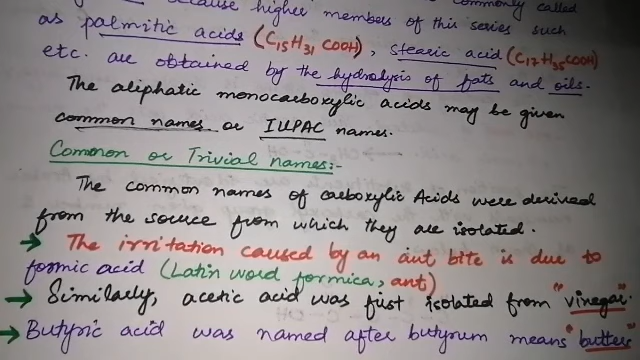 because higher members of this series such
commonly called
as palmitic acids (C15H31 COOH), stearic acid (C17H35COOH)
etc. are obtained by the hydrolysis of fats and oils.
The aliphatic monocarboxylic acids may be given
common names or IUPAC names.
Common or Trivial names:-
The common names of carboxylic Acids were derived
from the source from which they are isolated.
→ The irritation caused by an ant bite is due to
formic acid (Latin word formica, ant)
→ Similarly, acetic acid was first isolated from "vinegar".
→ Butyric acid was named after butyrum means "butter"